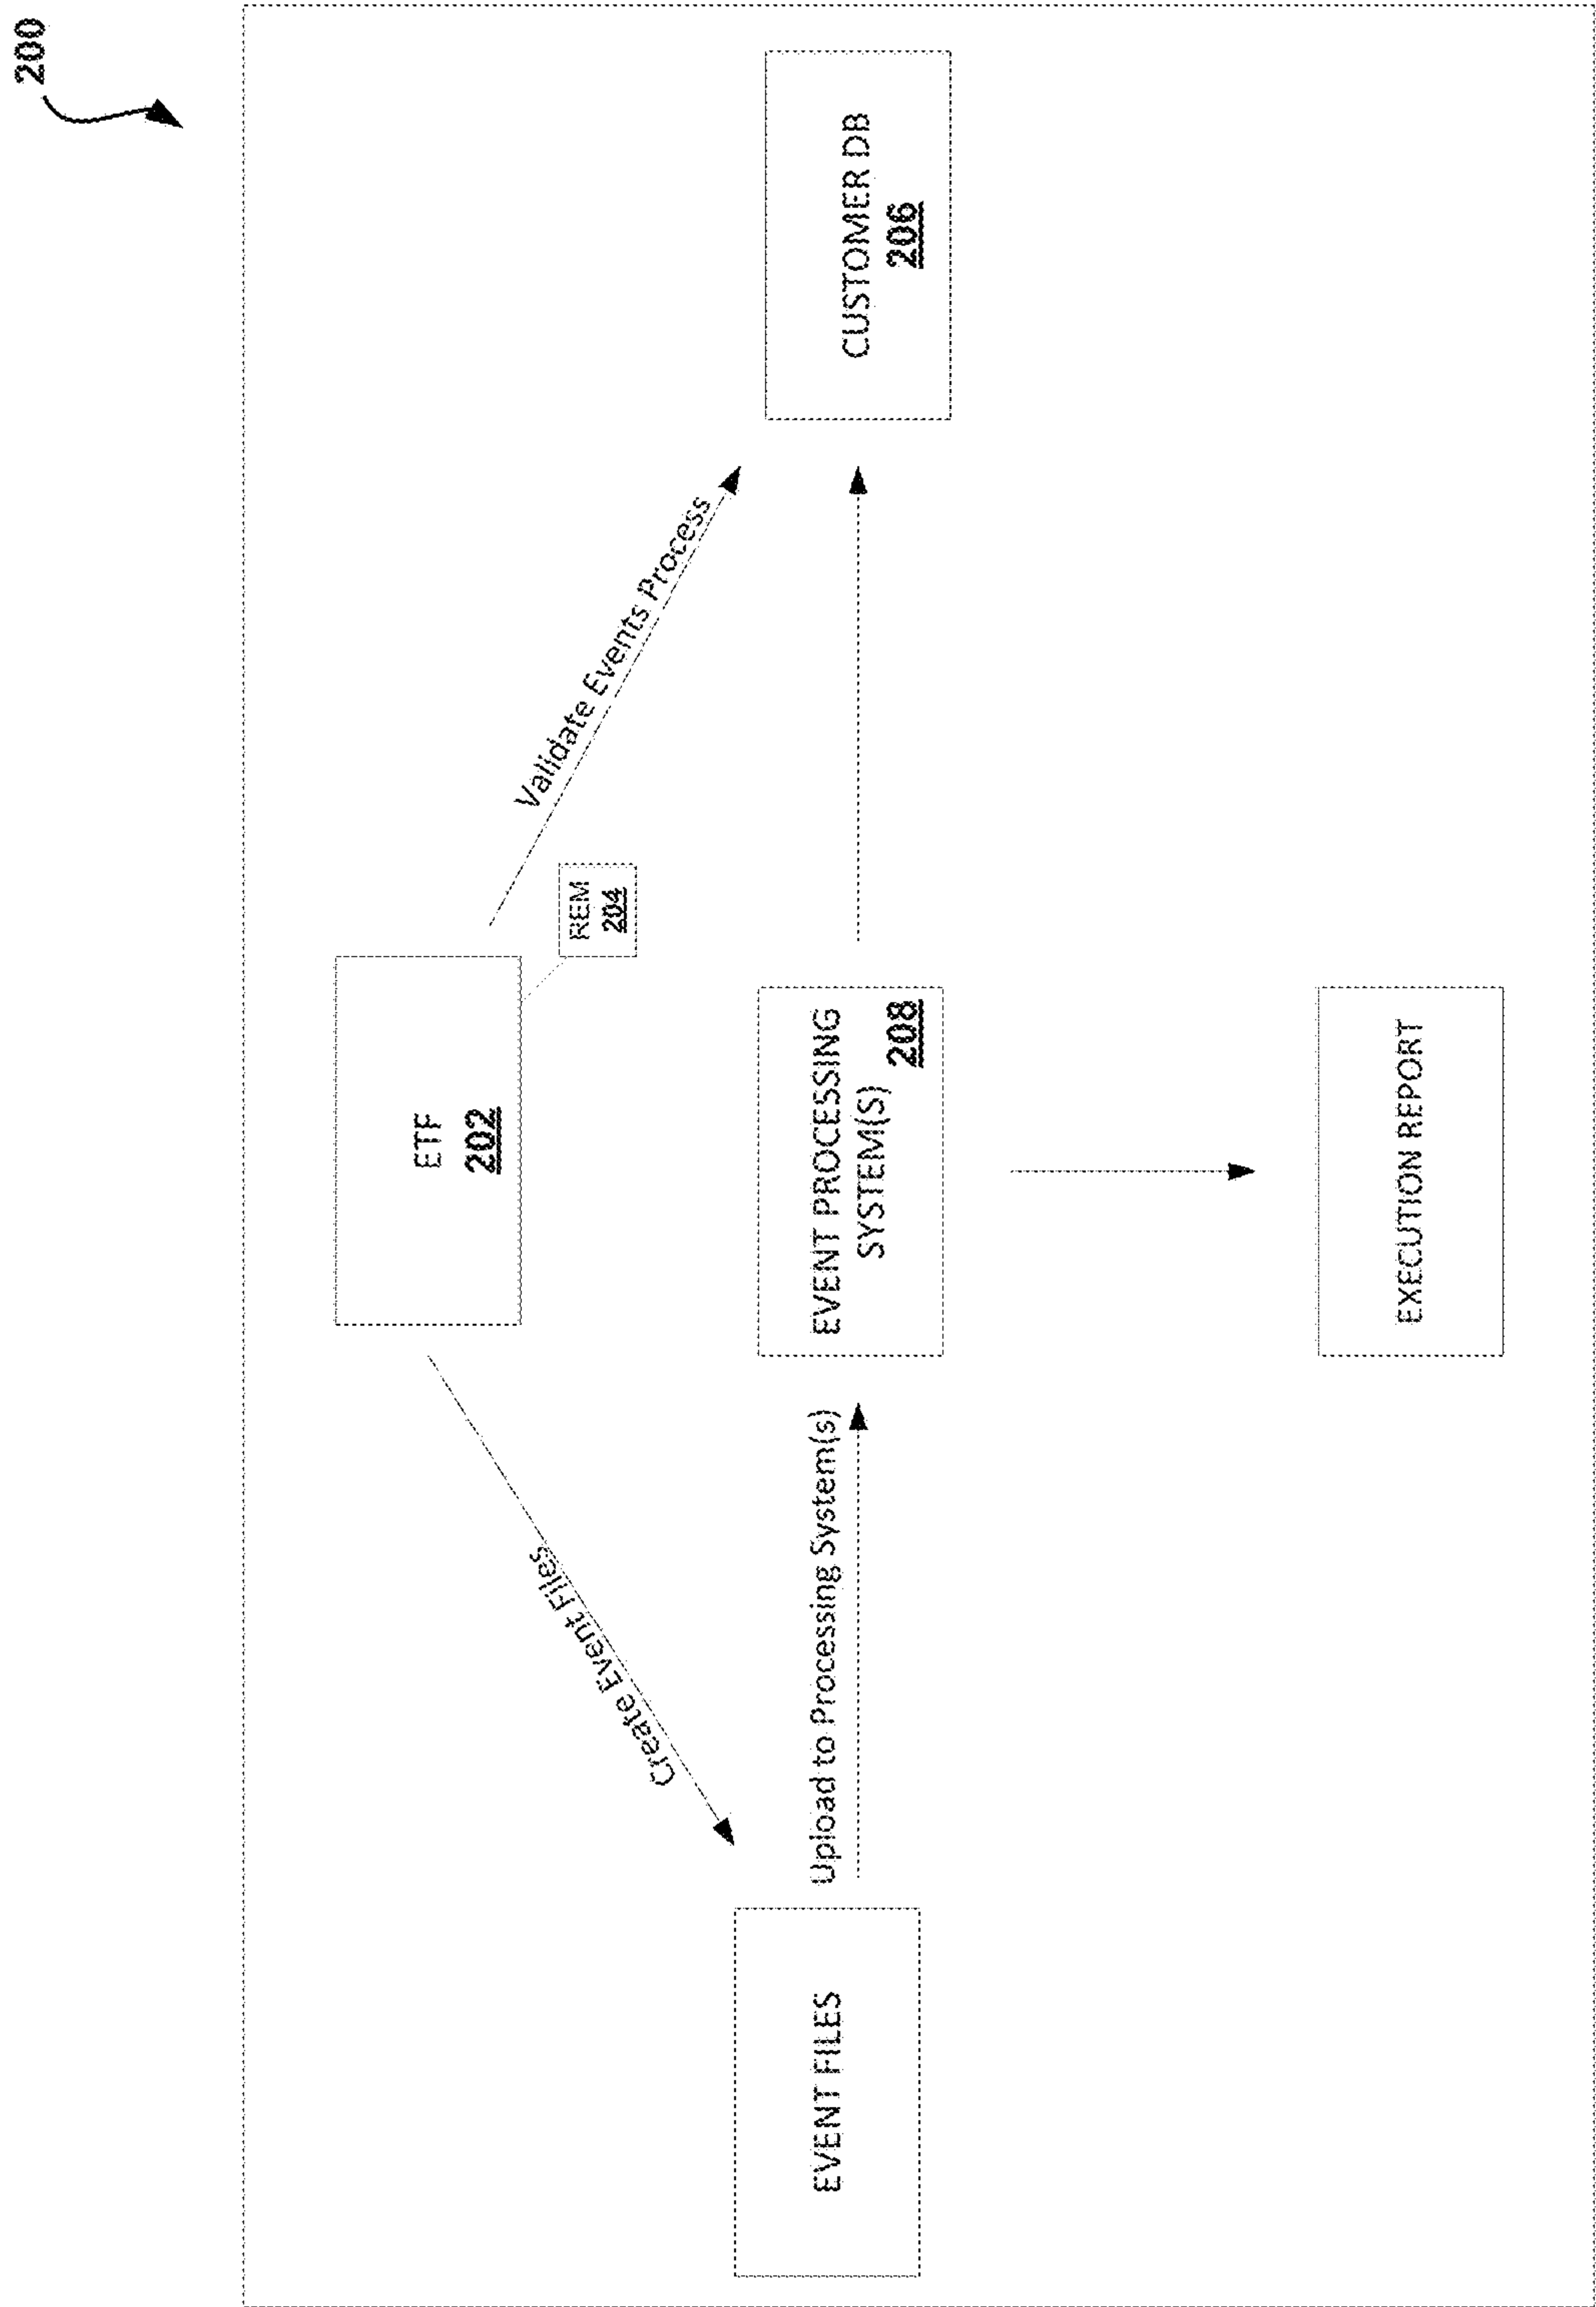 200
ETF
202
REM
204
Create Event Files
Validate Events Process
EVENT FILES
Upload to Processing System(s)
EVENT PROCESSING
SYSTEM(S)
208
CUSTOMER DB
206
EXECUTION REPORT